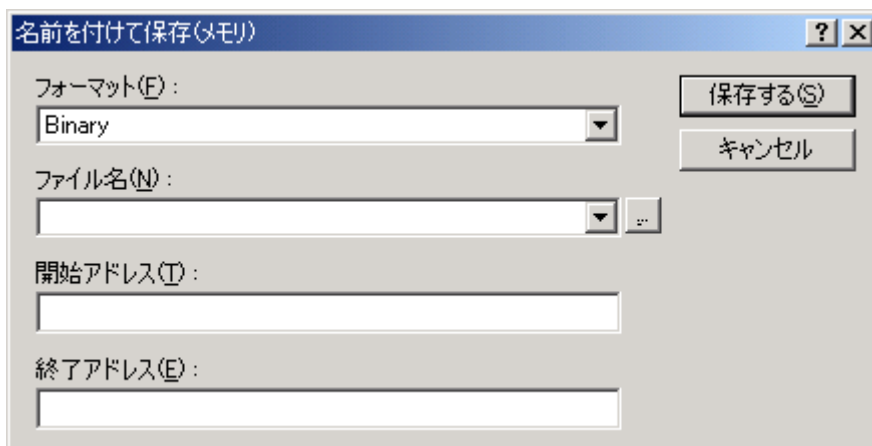 名前を付けて保存(メモリ)
フォーマット(F) :
Binary
ファイル名(N) :
...
開始アドレス(T) :
終了アドレス(E) :
保存する(S)
キャンセル